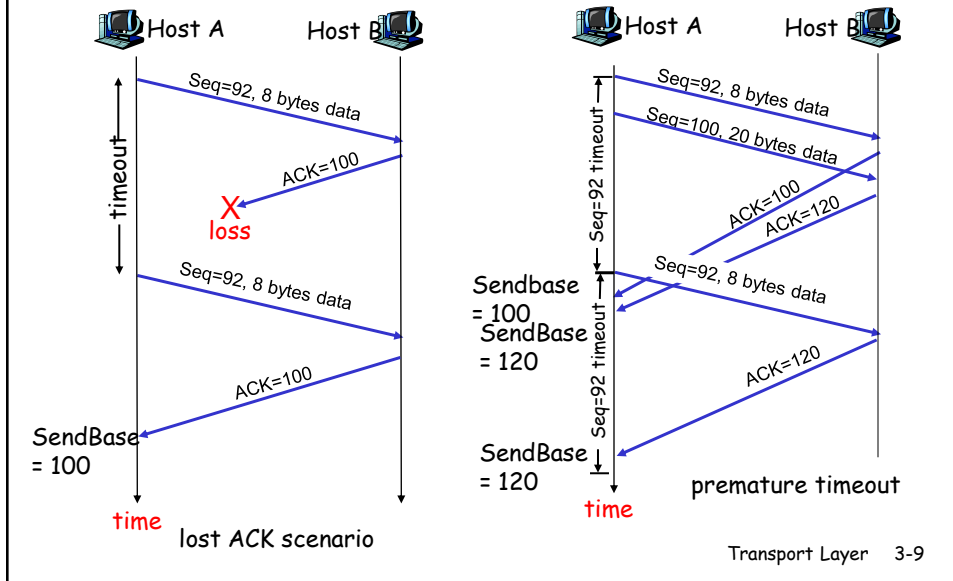 Host A
Host B
Seq=92, 8 bytes data
timeout
ACK=100
X
loss
Seq=92, 8 bytes data
ACK=100
SendBase
= 100
time
lost ACK scenario
Host A
Host B
Seq=92, 8 bytes data
Seq=100, 20 bytes data
Seq=92 timeout
ACK=100
ACK=120
Seq=92, 8 bytes data
Sendbase
= 100
SendBase
= 120
Seq=92 timeout
ACK=120
SendBase
= 120
time
premature timeout
Transport Layer 3-9